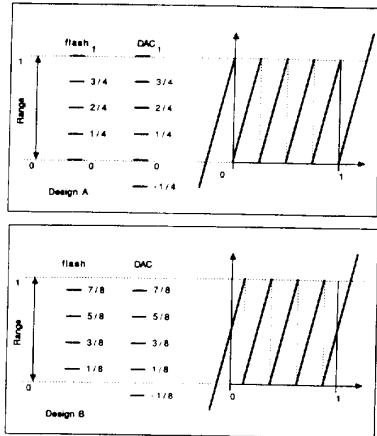 flash 1 DAC 1
1 1
3/4 3/4
2/4 2/4
1/4 1/4
Range
0 0 0
-1/4
0 1
Design A
flash DAC
1
7/8 7/8
5/8 5/8
3/8 3/8
1/8 1/8
Range
0
-1/8
0 1
Design B